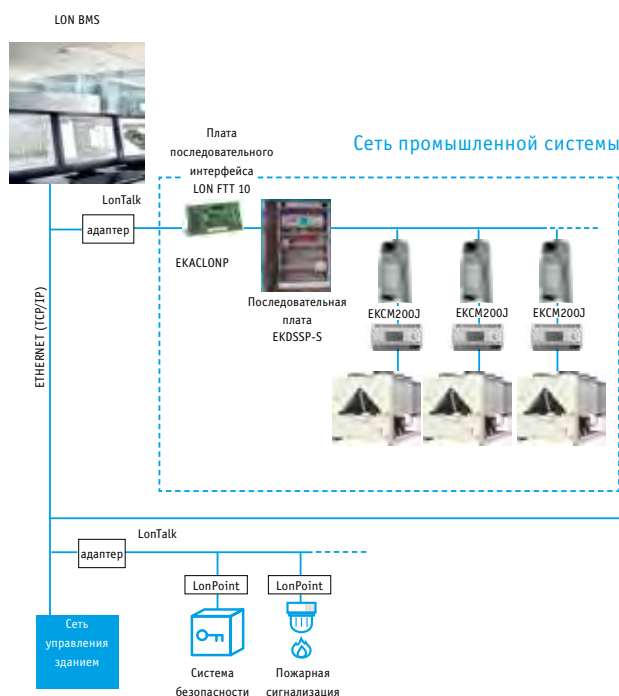 LON BMS
Плата
последовательного
интерфейса
LON FTT 10
Сеть промышленной системы
LonTalk
адаптер
EKACLONP
Последовательная
плата
EKDSSP-S
EKCM200J
EKCM200J
EKCM200J
ETHERNET (TCP/IP)
LonTalk
адаптер
LonPoint
LonPoint
Сеть
управления
зданием
Система
безопасности
Пожарная
сигнализация